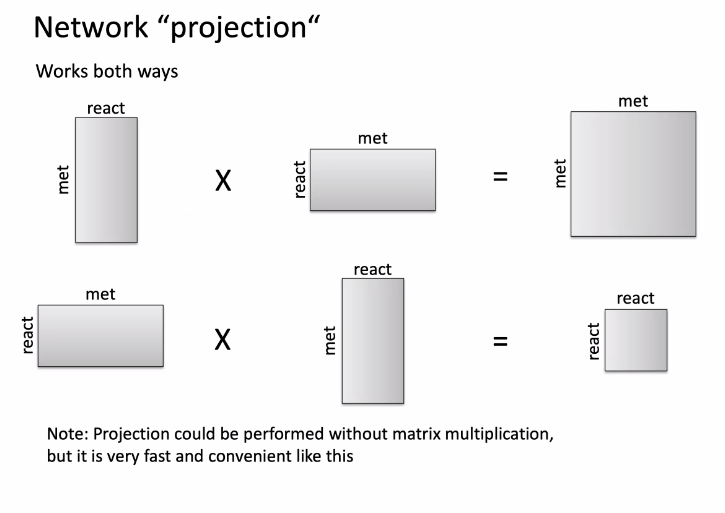 Network “projection“
Works both ways
react
met
X
met
react
=
met
met
met
react
X
react
met
=
react
react
Note: Projection could be performed without matrix multiplication,
but it is very fast and convenient like this